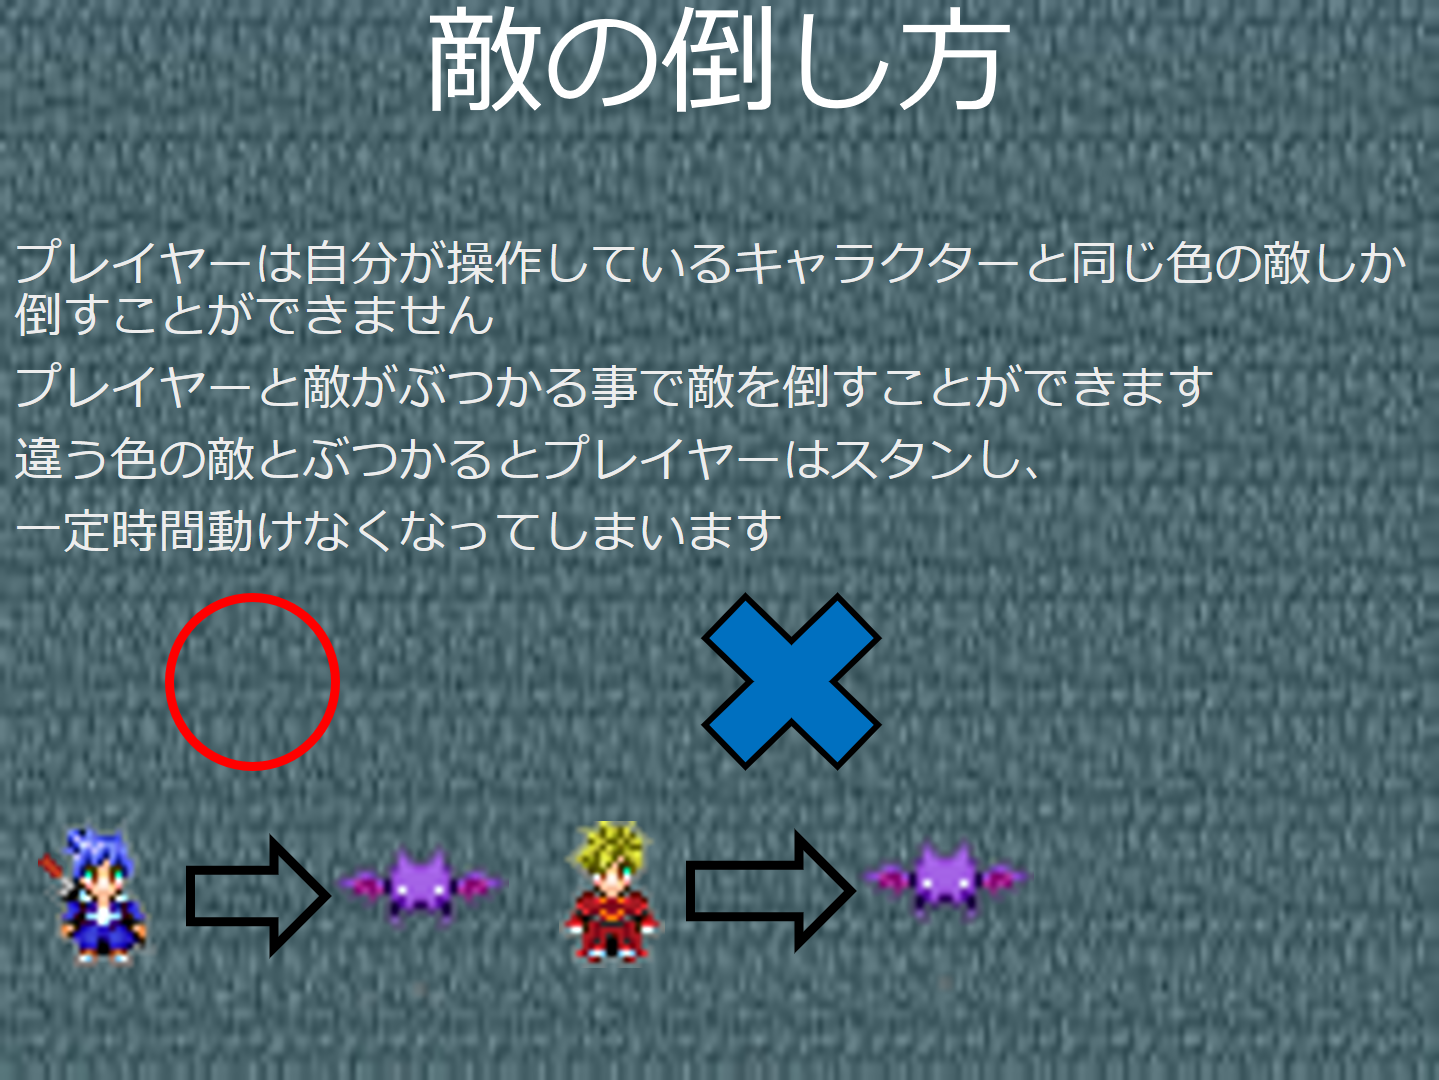 敵の倒し方
プレイヤーは自分が操作しているキャラクターと同じ色の敵しか
倒すことができません
プレイヤーと敵がぶつかる事で敵を倒すことができます
違う色の敵とぶつかるとプレイヤーはスタンし、
一定時間動けなくなってしまいます